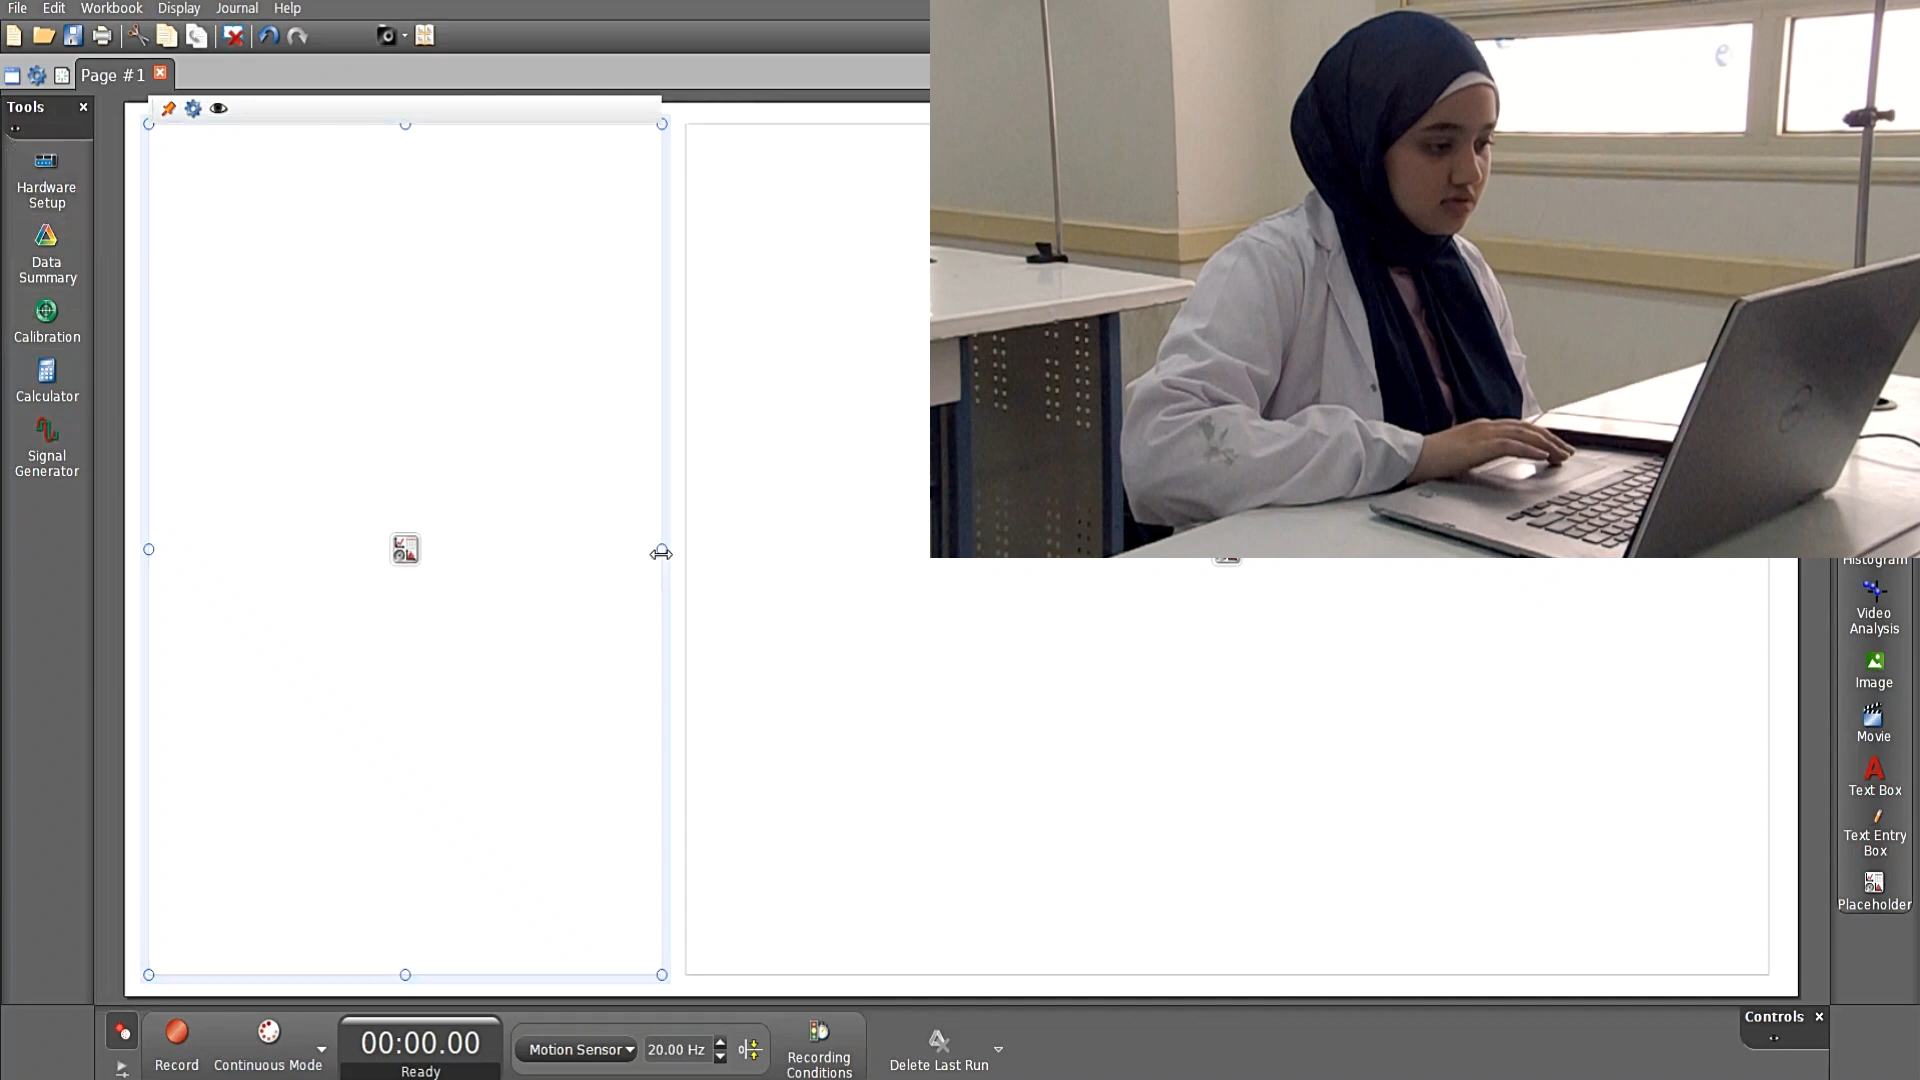 File Edit Workbook Display Journal Help
Page #1
Tools
Hardware
Setup
Data
Summary
Calibration
Calculator
Signal
Generator
Histogram
Video
Analysis
Image
Movie
Text Box
Text Entry
Box
Placeholder
Controls
Record
Continuous Mode
00:00.00
Ready
Motion Sensor
20.00 Hz
Recording
Conditions
Delete Last Run